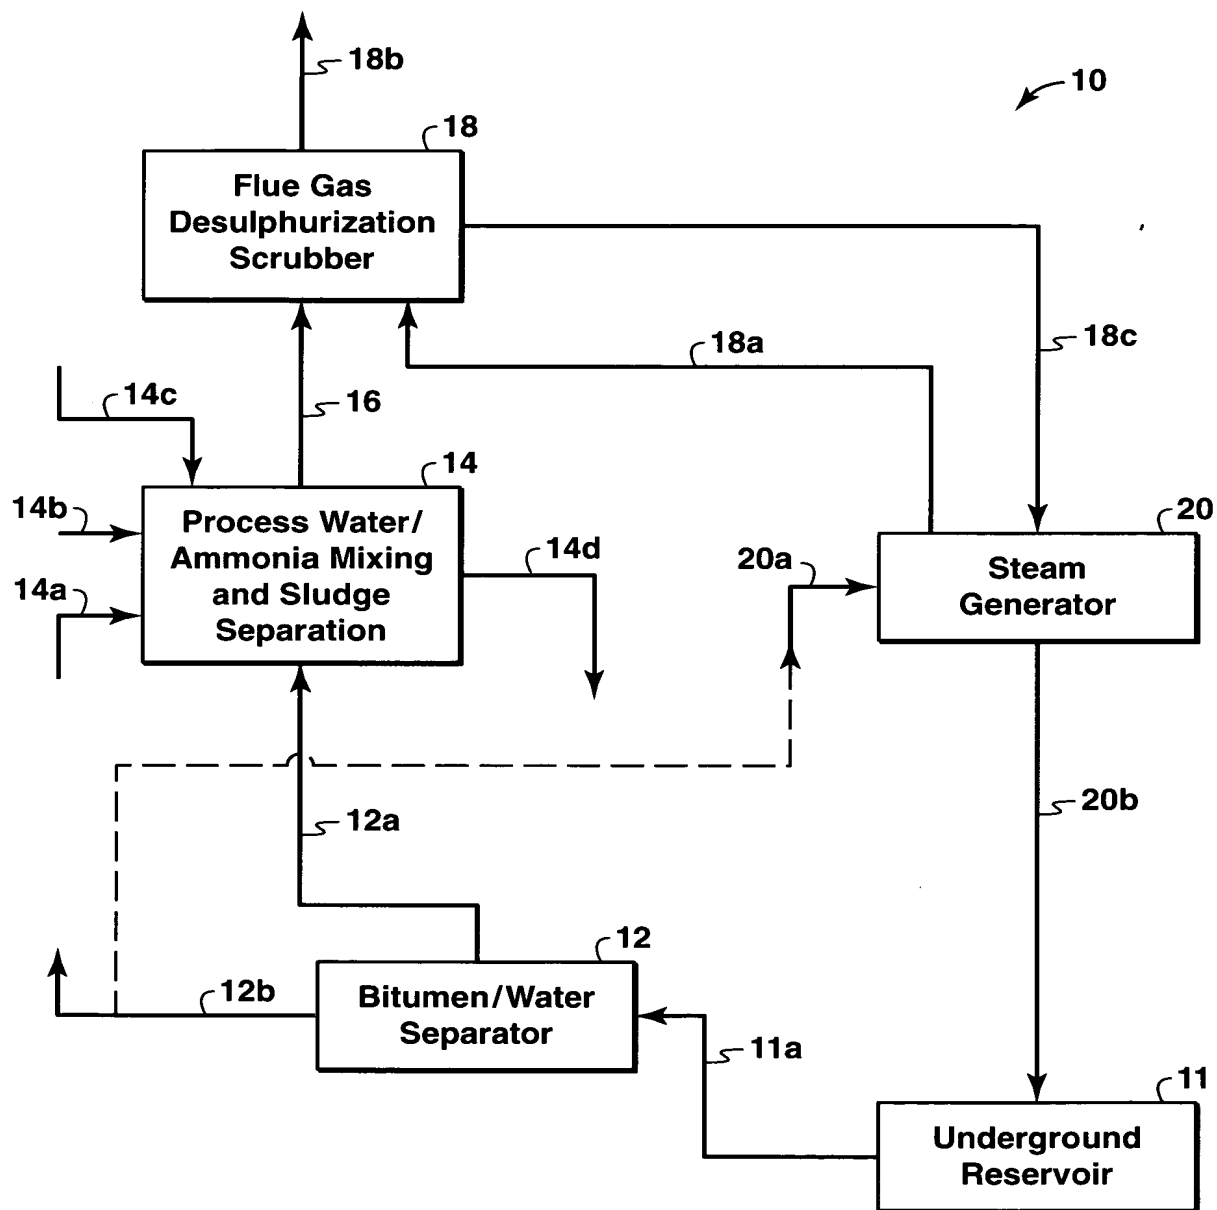 18b
10
18
Flue Gas
Desulphurization
Scrubber
18a
18c
14c
16
14
14b
Process Water/
Ammonia Mixing
and Sludge
Separation
14a
14d
20a
20
Steam
Generator
12a
20b
12
12b
Bitumen/Water
Separator
11a
11
Underground
Reservoir